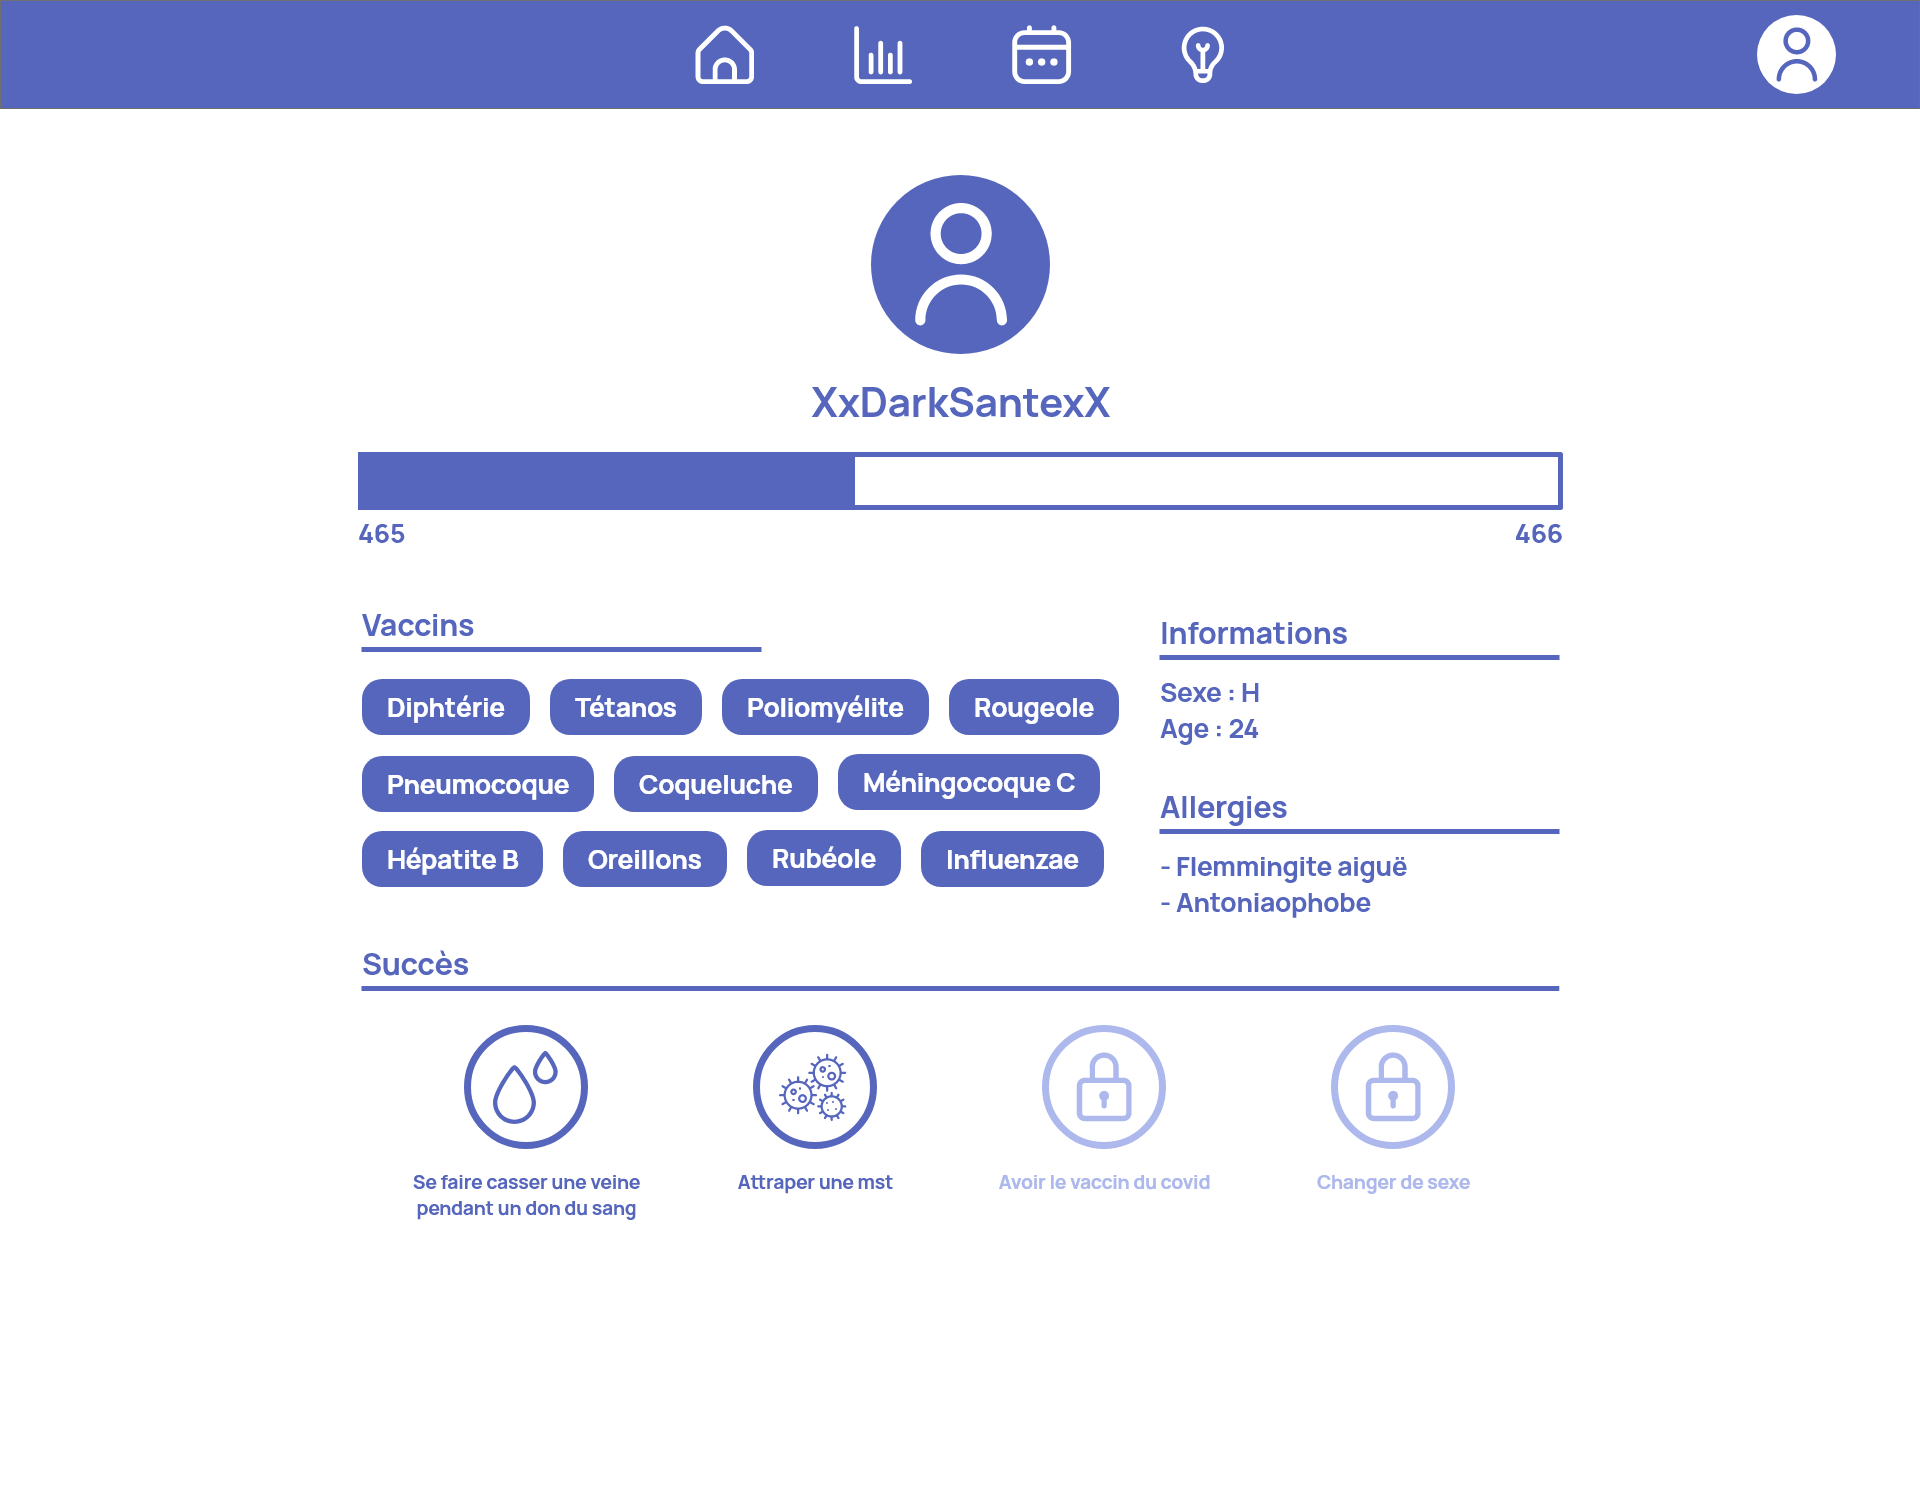 XxDarkSantexX
465
466
Vaccins
Diphtérie
Tétanos
Poliomyélite
Rougeole
Pneumocoque
Coqueluche
Méningocoque C
Hépatite B
Oreillons
Rubéole
Influenzae
Informations
Sexe : H
Age : 24
Allergies
- Flemmingite aiguë
- Antoniaophobe
Succès
Se faire casser une veine
pendant un don du sang
Attraper une mst
Avoir le vaccin du covid
Changer de sexe